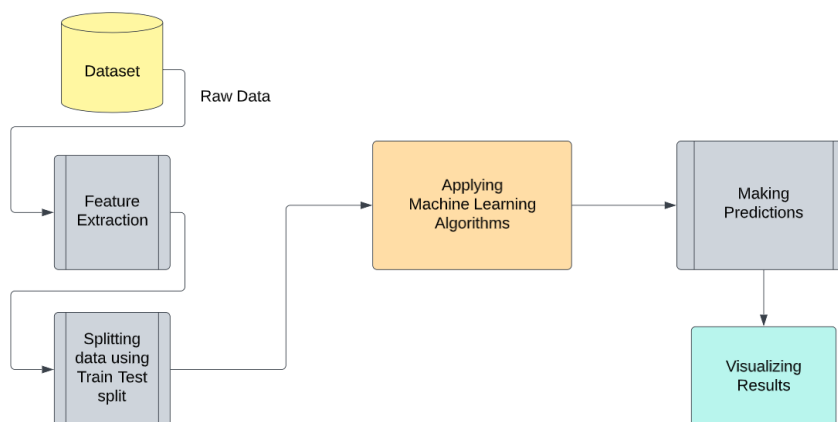 Dataset
Raw Data
Feature
Extraction
Splitting
data using
Train Test
split
Applying
Machine Learning
Algorithms
Making
Predictions
Visualizing
Results